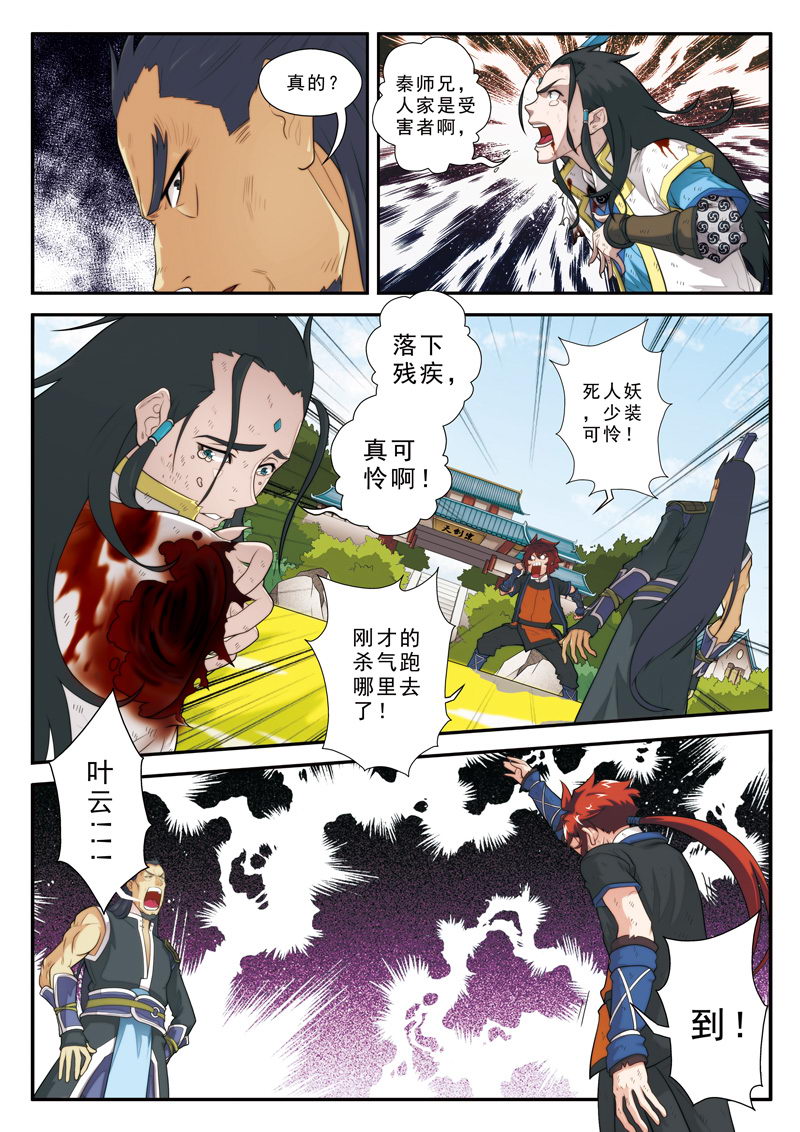 真的？
秦师兄，
人家是受
害者啊，
落下
残疾，
真可
怜啊！
死人妖
，少装
可怜！
刚才的
杀气跑
哪里去
了！
叶云!!!
到！